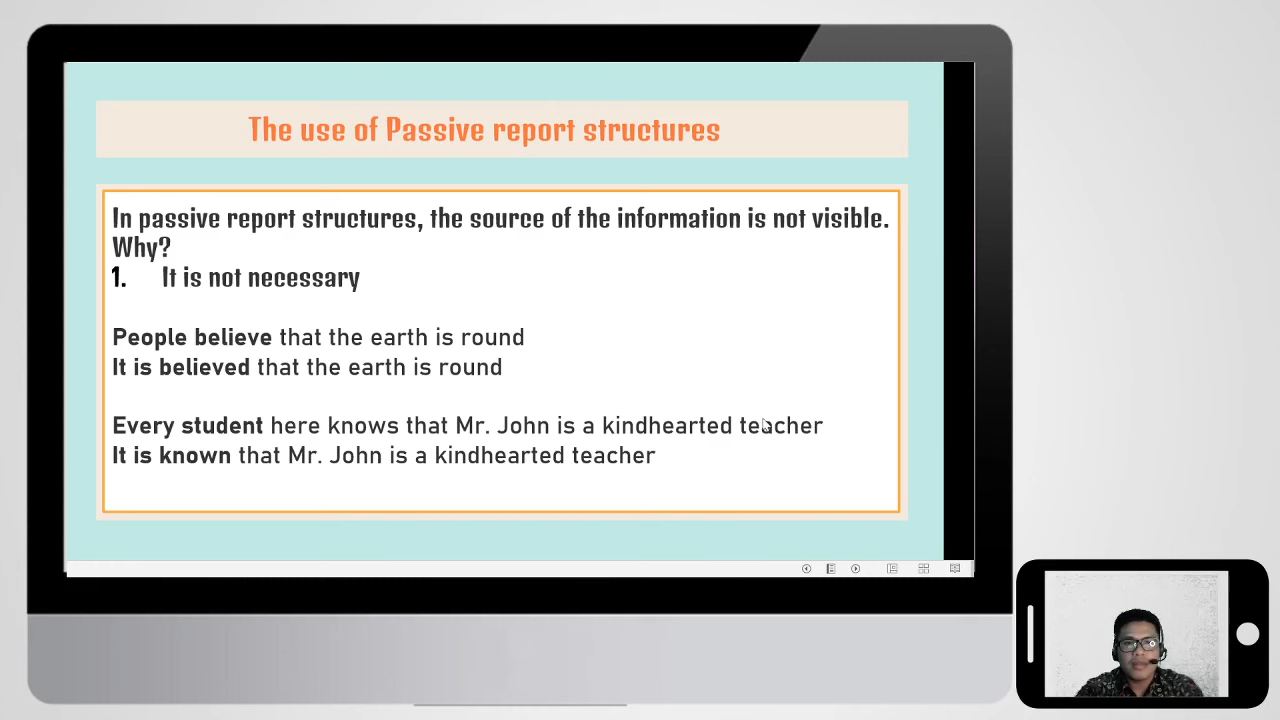 The use of Passive report structures
In passive report structures, the source of the information is not visible.
Why?
1. It is not necessary
People believe that the earth is round
It is believed that the earth is round
Every student here knows that Mr. John is a kindhearted teacher
It is known that Mr. John is a kindhearted teacher